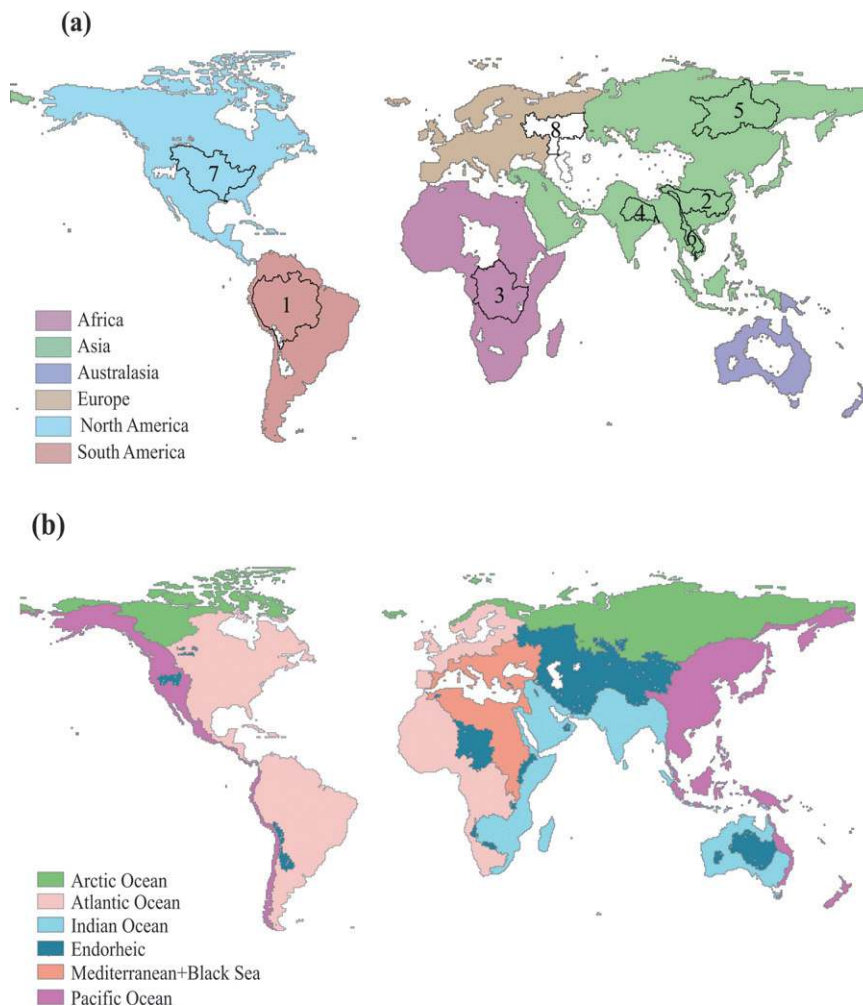 (a)
8
5
7
2
4
6
1
3
Africa
Asia
Australasia
Europe
North America
South America
(b)
Arctic Ocean
Atlantic Ocean
Indian Ocean
Endorheic
Mediterranean+Black Sea
Pacific Ocean